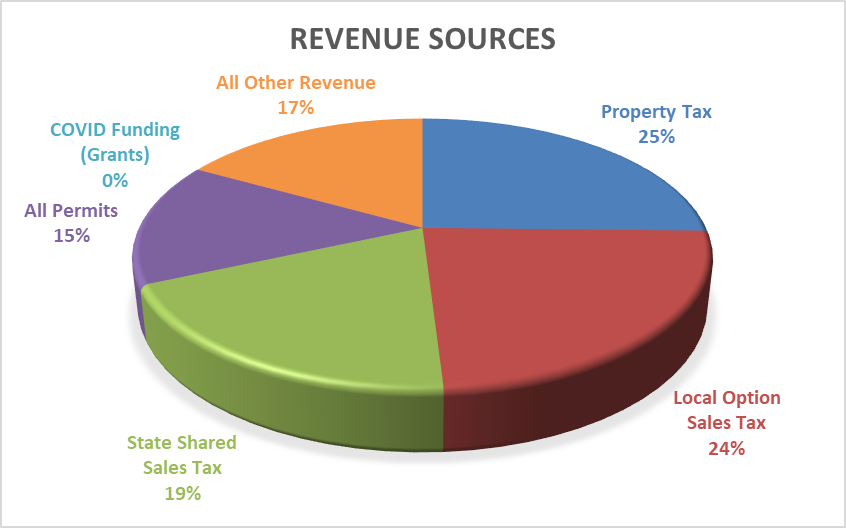 REVENUE SOURCES
All Other Revenue
17%
Property Tax
25%
COVID Funding
(Grants)
0%
All Permits
15%
Local Option
Sales Tax
24%
State Shared
Sales Tax
19%